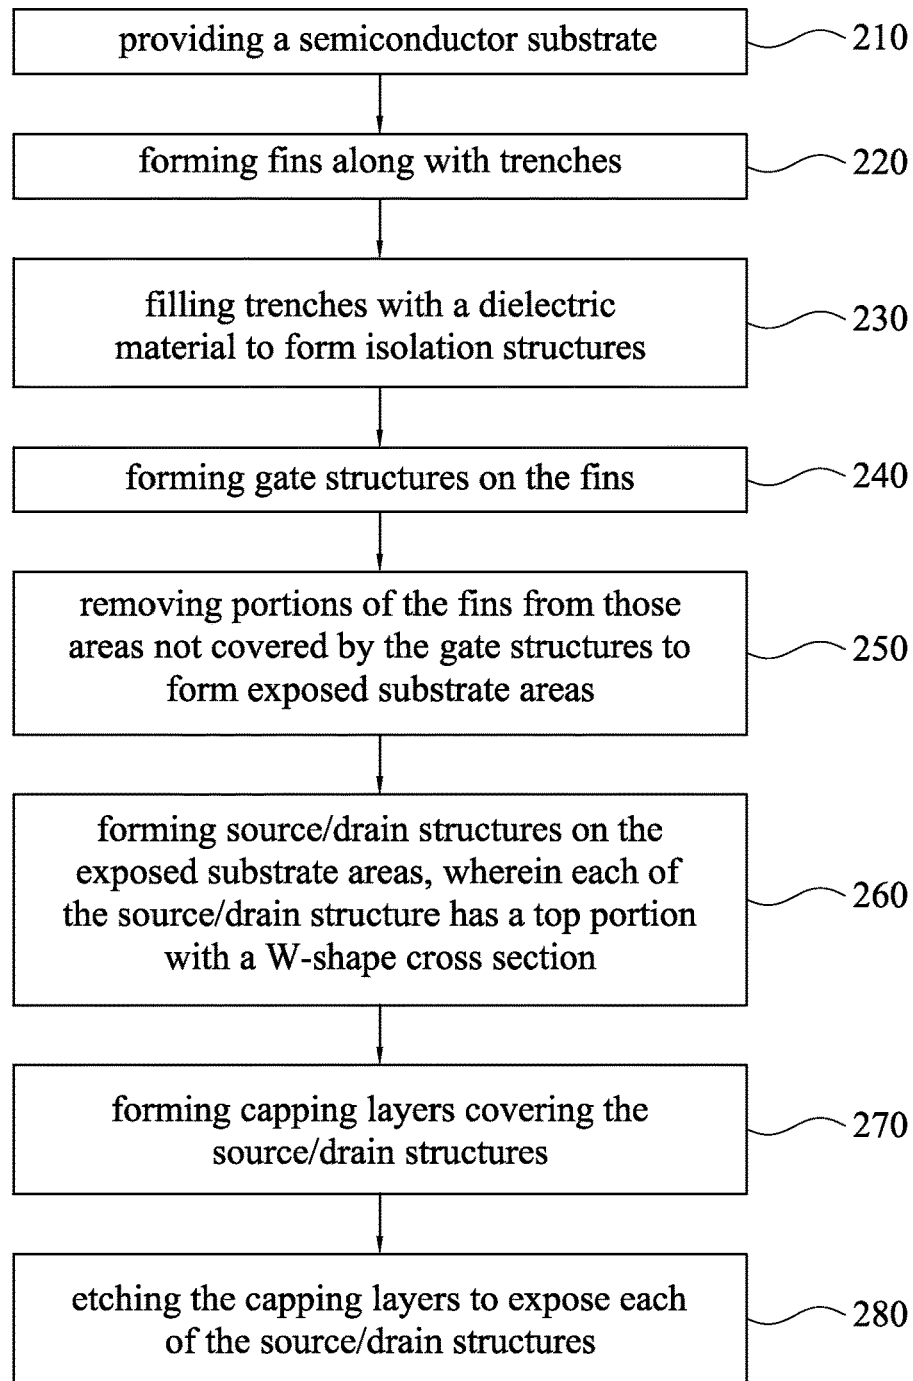 providing a semiconductor substrate
210
forming fins along with trenches
220
filling trenches with a dielectric
material to form isolation structures
230
forming gate structures on the fins
240
removing portions of the fins from those
areas not covered by the gate structures to
form exposed substrate areas
250
forming source/drain structures on the
exposed substrate areas, wherein each of
the source/drain structure has a top portion
with a W-shape cross section
260
forming capping layers covering the
source/drain structures
270
etching the capping layers to expose each
of the source/drain structures
280